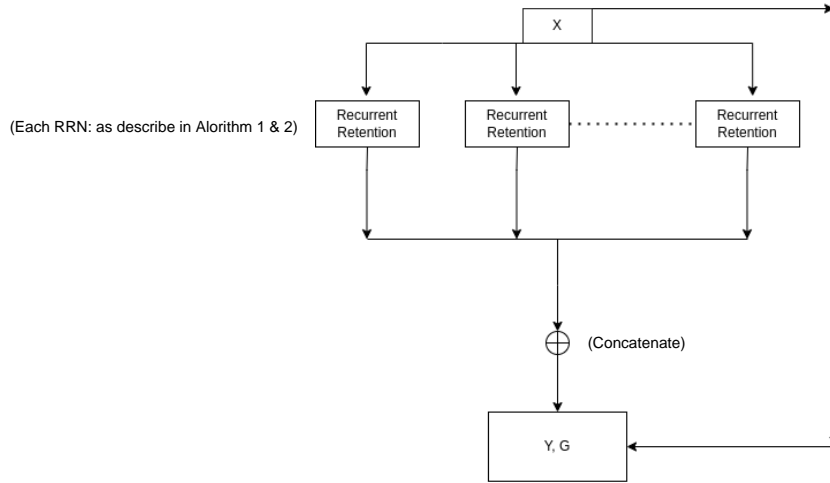 X
Recurrent
Retention
Recurrent
Retention
Recurrent
Retention
(Each RRN: as describe in Alorithm 1 & 2)
(Concatenate)
Y, G